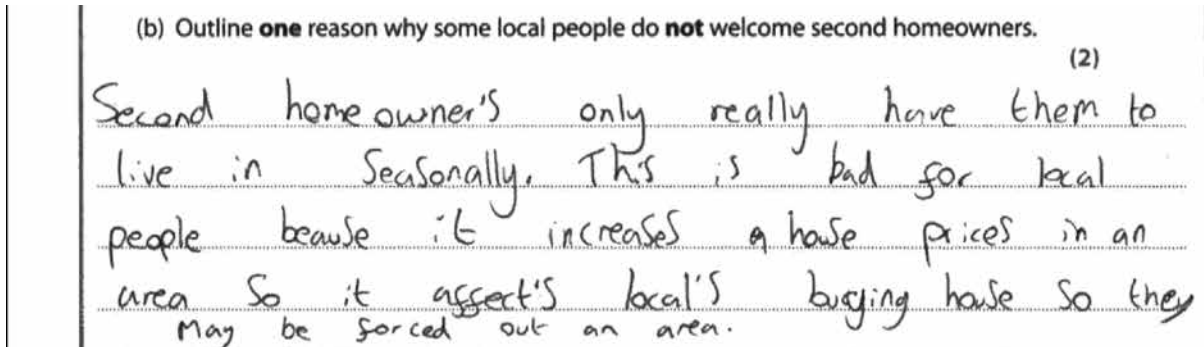 (b) Outline one reason why some local people do not welcome second homeowners.
(2)
Second home owner's only really have them to
live in Seasonally. This is bad for local
people beause it increases a house prices in an
area So it affect's local's buying house so they
may be forced out an area.